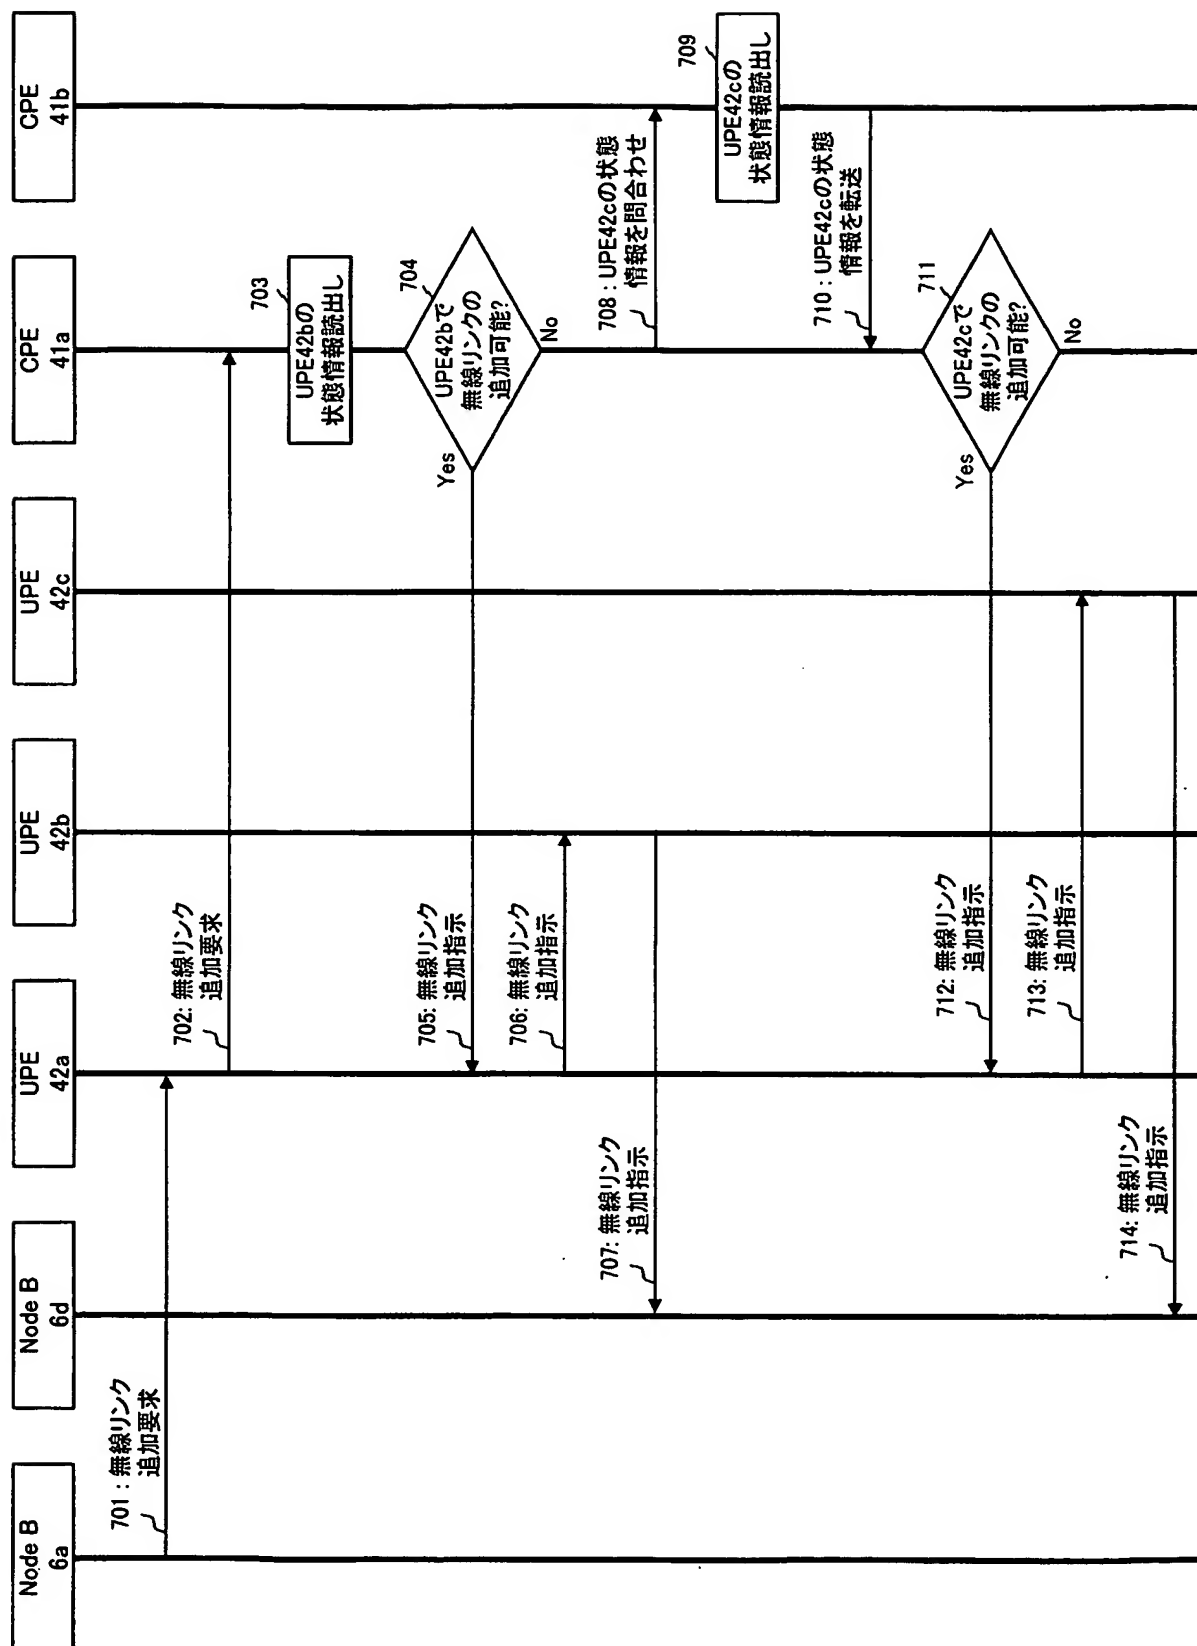 Node B
6a
Node B
6d
UPE
42a
UPE
42b
UPE
42c
CPE
41a
CPE
41b
701 : 無線リンク
追加要求
702: 無線リンク
追加要求
703
UPE42bの
状態情報読出し
704
UPE42bで
無線リンクの
追加可能?
Yes
No
705: 無線リンク
追加指示
706: 無線リンク
追加指示
707: 無線リンク
追加指示
708 : UPE42cの状態
情報を問合わせ
709
UPE42cの
状態情報読出し
710 : UPE42cの状態
情報を転送
711
UPE42cで
無線リンクの
追加可能?
Yes
No
712: 無線リンク
追加指示
713: 無線リンク
追加指示
714: 無線リンク
追加指示